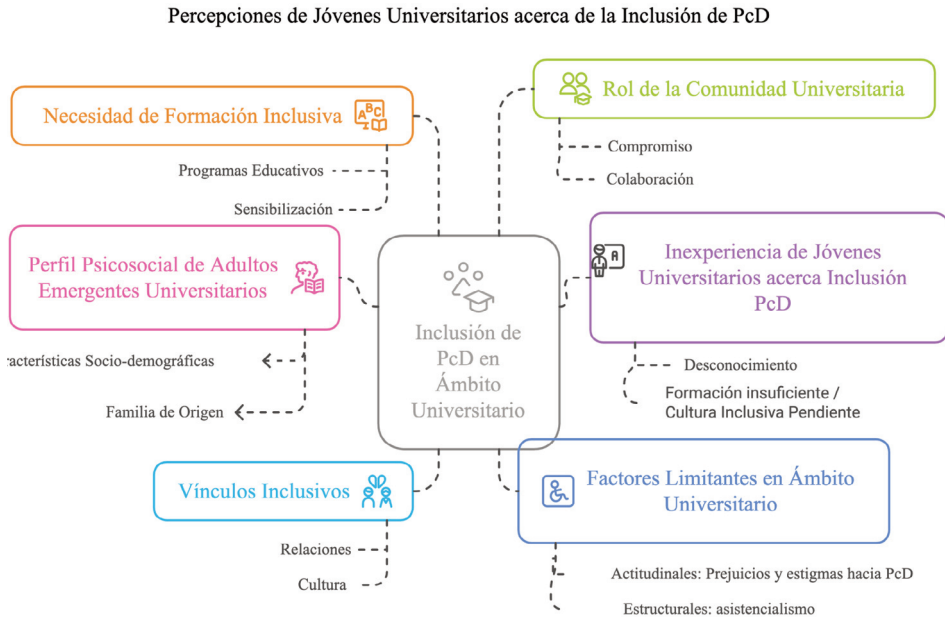 Percepciones de Jóvenes Universitarios acerca de la Inclusión de PcD
Necesidad de Formación Inclusiva
A B C
Programas Educativos
Sensibilización
Rol de la Comunidad Universitaria
Compromiso
Colaboración
Perfil Psicosocial de Adultos
Emergentes Universitarios
racterísticas Socio-demográficas
Familia de Origen
Inclusión de
PcD en
Ámbito
Universitario
A
Inexperiencia de Jóvenes
Universitarios acerca Inclusión
PcD
Desconocimiento
Formación insuficiente /
Cultura Inclusiva Pendiente
Vínculos Inclusivos
Relaciones
Cultura
Factores Limitantes en Ámbito
Universitario
Actitudinales: Prejuicios y estigmas hacia PcD
Estructurales: asistencialismo